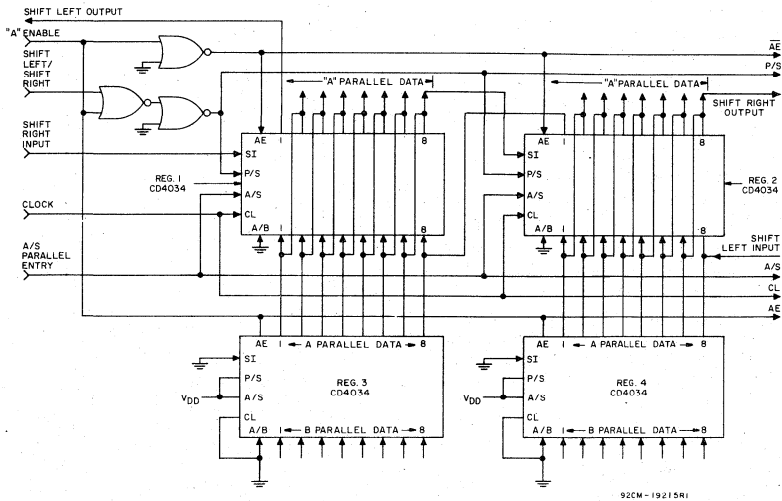 SHIFT LEFT OUTPUT
"A" ENABLE
SHIFT
LEFT/
SHIFT
RIGHT
SHIFT
RIGHT
INPUT
CLOCK
A/S
PARALLEL
ENTRY
AE
P/S
"A" PARALLEL DATA
"A" PARALLEL DATA
SHIFT RIGHT
OUTPUT
AE 1 8
SI
P/S
A/S
CL
A/B 1 8
REG. 1
CD4034
AE 1 8
SI
P/S
A/S
CL
A/B 1 8
REG. 2
CD4034
SHIFT
LEFT INPUT
A/S
CL
AE
AE 1 A PARALLEL DATA 8
SI
P/S
A/S
CL
A/B 1 B PARALLEL DATA 8
REG. 3
CD4034
VDD
AE 1 A PARALLEL DATA 8
SI
P/S
A/S
CL
A/B 1 B PARALLEL DATA 8
REG. 4
CD4034
VDD
92CM-19215R1